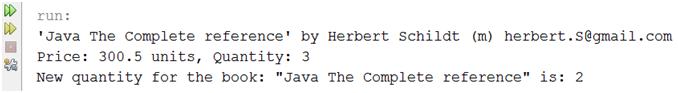 run:
'Java The Complete reference' by Herbert Schildt (m) herbert.S@gmail.com
Price: 300.5 units, Quantity: 3
New quantity for the book: "Java The Complete reference" is: 2